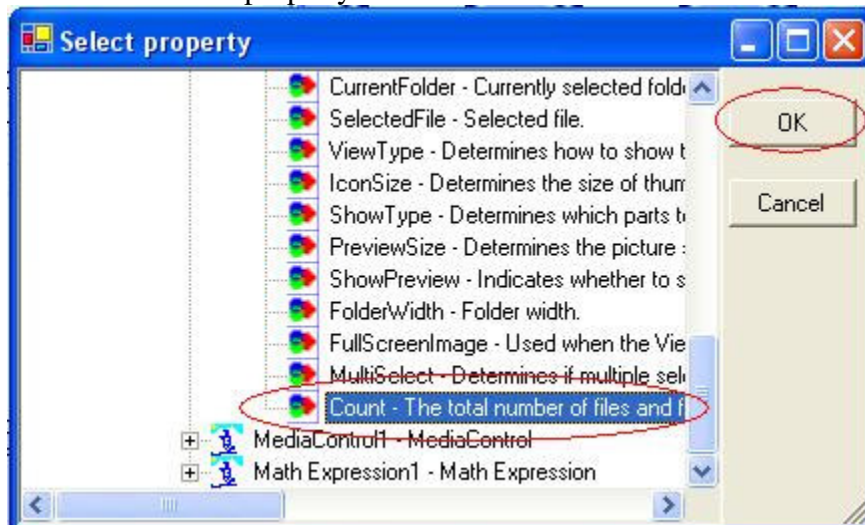 property
Select property
CurrentFolder - Currently selected fold
SelectedFile - Selected file.
ViewType - Determines how to show t
IconSize - Determines the size of thum
ShowType - Determines which parts t
PreviewSize - Determines the picture
ShowPreview - Indicates whether to s
FolderWidth - Folder width.
FullScreenImage - Used when the Vie
MultiSelect - Determines if multiple sel
Count - The total number of files and f
MediaControl1 - MediaControl
Math Expression1 - Math Expression
OK
Cancel